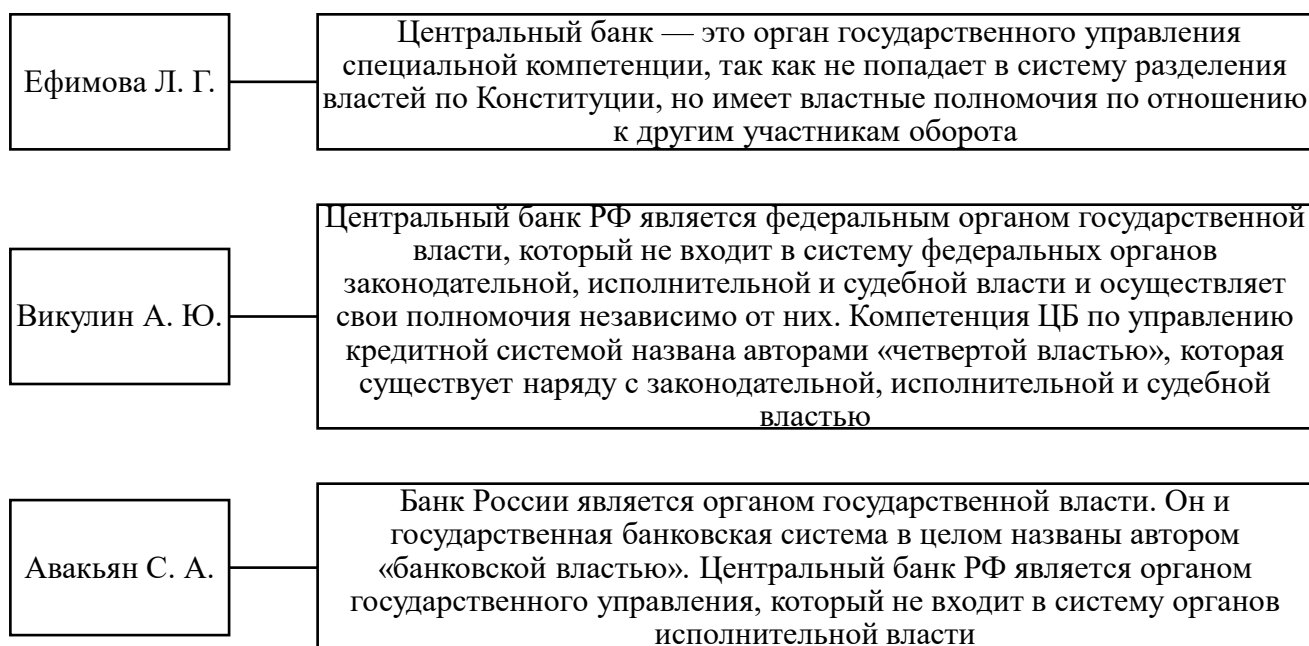 Ефимова Л. Г.
Центральный банк — это орган государственного управления
специальной компетенции, так как не попадает в систему разделения
властей по Конституции, но имеет властные полномочия по отношению
к другим участникам оборота
Викулин А. Ю.
Центральный банк РФ является федеральным органом государственной
власти, который не входит в систему федеральных органов
законодательной, исполнительной и судебной власти и осуществляет
свои полномочия независимо от них. Компетенция ЦБ по управлению
кредитной системой названа авторами «четвертой властью», которая
существует наряду с законодательной, исполнительной и судебной
властью
Авакьян С. А.
Банк России является органом государственной власти. Он и
государственная банковская система в целом названы автором
«банковской властью». Центральный банк РФ является органом
государственного управления, который не входит в систему органов
исполнительной власти